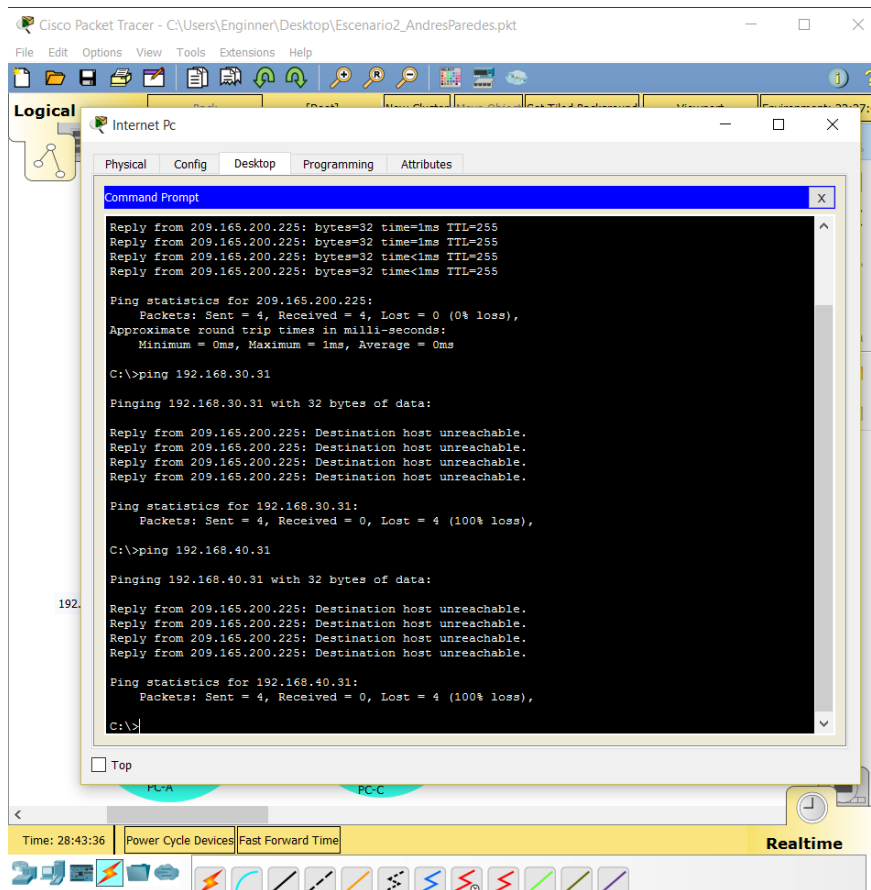 Cisco Packet Tracer - C:\Users\Enginner\Desktop\Escenario2_AndresParedes.pkt
File Edit Options View Tools Extensions Help
Logical
Internet Pc
Physical Config Desktop Programming Attributes
Command Prompt
X
Reply from 209.165.200.225: bytes=32 time=1ms TTL=255
Reply from 209.165.200.225: bytes=32 time=1ms TTL=255
Reply from 209.165.200.225: bytes=32 time<1ms TTL=255
Reply from 209.165.200.225: bytes=32 time<1ms TTL=255
Ping statistics for 209.165.200.225:
Packets: Sent = 4, Received = 4, Lost = 0 (0% loss),
Approximate round trip times in milli-seconds:
Minimum = 0ms, Maximum = 1ms, Average = 0ms
C:\>ping 192.168.30.31
Pinging 192.168.30.31 with 32 bytes of data:
Reply from 209.165.200.225: Destination host unreachable.
Reply from 209.165.200.225: Destination host unreachable.
Reply from 209.165.200.225: Destination host unreachable.
Reply from 209.165.200.225: Destination host unreachable.
Ping statistics for 192.168.30.31:
Packets: Sent = 4, Received = 0, Lost = 4 (100% loss),
C:\>ping 192.168.40.31
Pinging 192.168.40.31 with 32 bytes of data:
192.
Reply from 209.165.200.225: Destination host unreachable.
Reply from 209.165.200.225: Destination host unreachable.
Reply from 209.165.200.225: Destination host unreachable.
Reply from 209.165.200.225: Destination host unreachable.
Ping statistics for 192.168.40.31:
Packets: Sent = 4, Received = 0, Lost = 4 (100% loss),
C:\>
Top
PC-A PC-C
Time: 28:43:36 Power Cycle Devices Fast Forward Time
Realtime